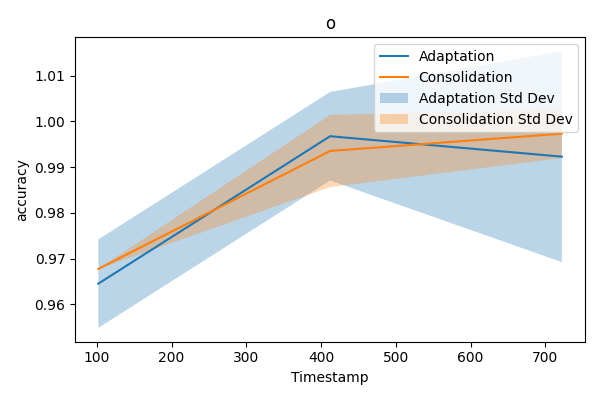 o
1.01
1.00
0.99
0.98
0.97
0.96
accuracy
Adaptation
Consolidation
Adaptation Std Dev
Consolidation Std Dev
100 200 300 400 500 600 700
Timestamp